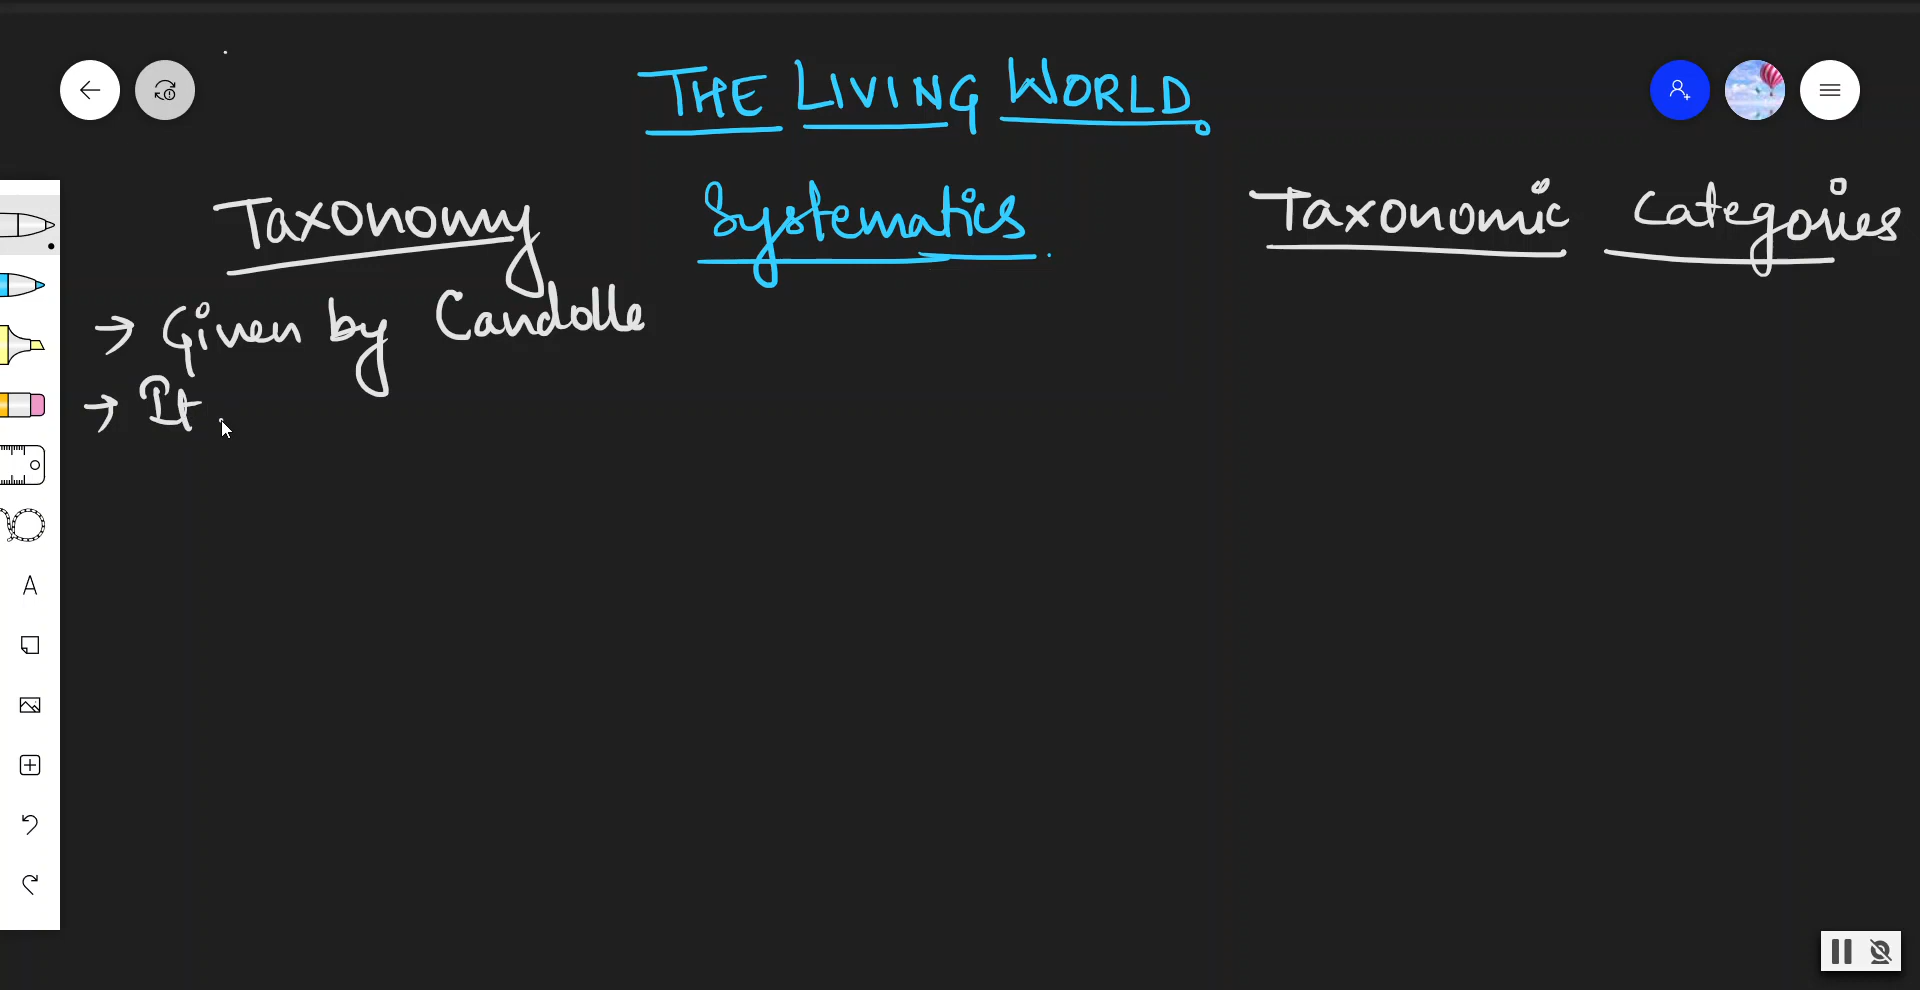 THE LIVING WORLD
Taxonomy Systematics Taxonomic categories
→ Given by Candolle
→ It
A